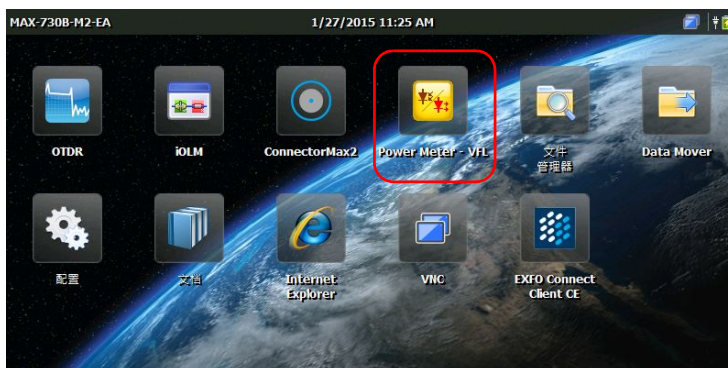 MAX-730B-M2-EA 1/27/2015 11:25 AM
OTDR iOLM ConnectorMax2 Power Meter - VFL 文件 Data Mover
管理器
配置 文档 Internet VNC EXFO Connect
Explorer Client CE